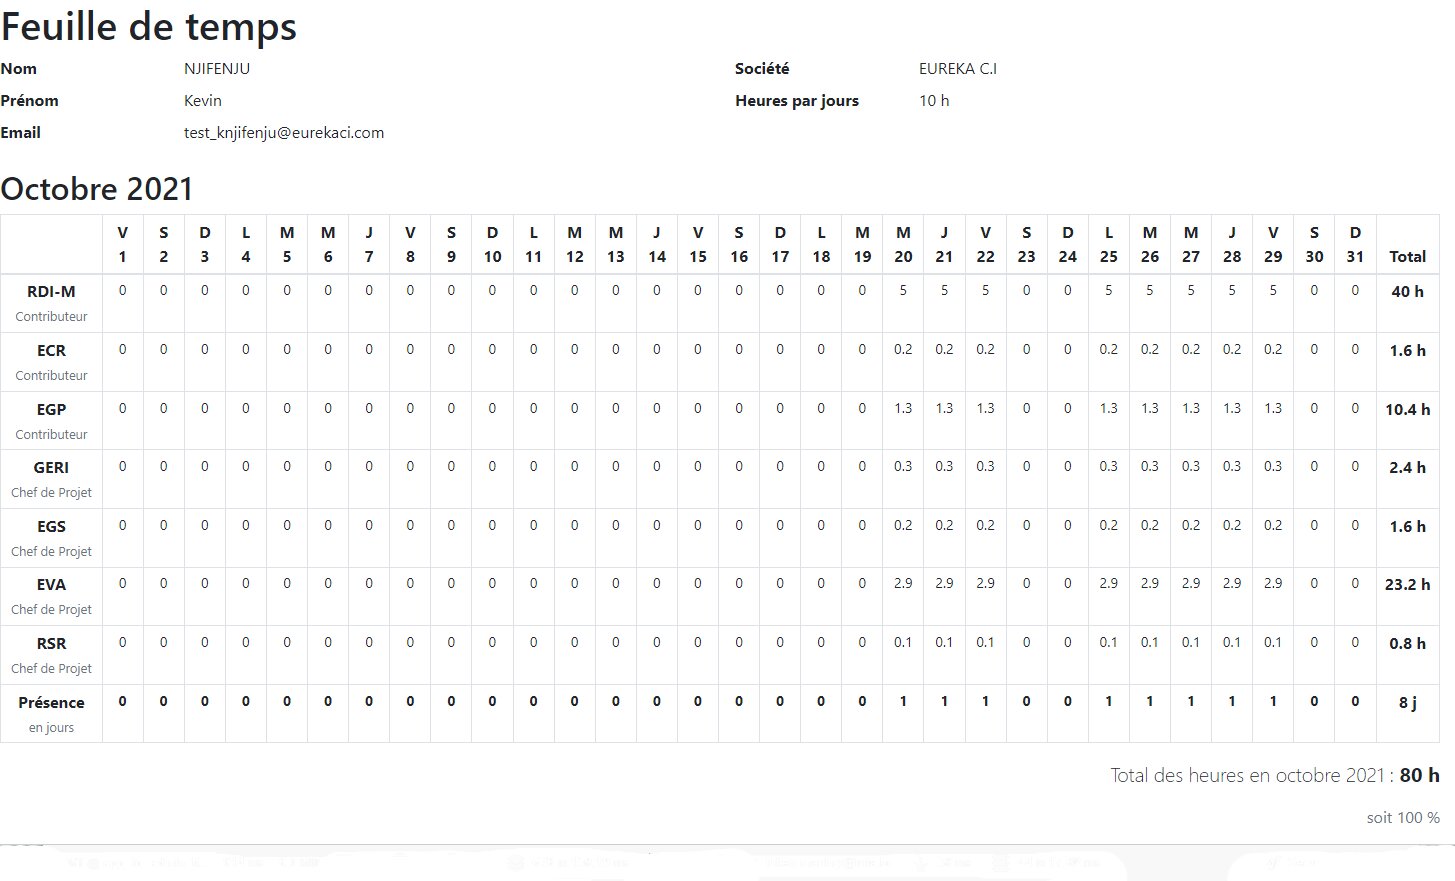 Feuille de temps
Nom NJIFENJU Société EUREKA C.I
Prénom Kevin Heures par jours 10 h
Email test_knjifenju@eurekaci.com
Octobre 2021
V S D L M M J V S D L M M J V S D L M M J V S D L M M J V S D
1 2 3 4 5 6 7 8 9 10 11 12 13 14 15 16 17 18 19 20 21 22 23 24 25 26 27 28 29 30 31 Total
RDI-M 0 0 0 0 0 0 0 0 0 0 0 0 0 0 0 0 0 0 0 5 5 5 0 0 5 5 5 5 5 0 0 40 h
Contributeur
ECR 0 0 0 0 0 0 0 0 0 0 0 0 0 0 0 0 0 0 0 0.2 0.2 0.2 0 0 0.2 0.2 0.2 0.2 0.2 0 0 1.6 h
Contributeur
EGP 0 0 0 0 0 0 0 0 0 0 0 0 0 0 0 0 0 0 0 1.3 1.3 1.3 0 0 1.3 1.3 1.3 1.3 1.3 0 0 10.4 h
Contributeur
GERI 0 0 0 0 0 0 0 0 0 0 0 0 0 0 0 0 0 0 0 0.3 0.3 0.3 0 0 0.3 0.3 0.3 0.3 0.3 0 0 2.4 h
Chef de Projet
EGS 0 0 0 0 0 0 0 0 0 0 0 0 0 0 0 0 0 0 0 0.2 0.2 0.2 0 0 0.2 0.2 0.2 0.2 0.2 0 0 1.6 h
Chef de Projet
EVA 0 0 0 0 0 0 0 0 0 0 0 0 0 0 0 0 0 0 0 2.9 2.9 2.9 0 0 2.9 2.9 2.9 2.9 2.9 0 0 23.2 h
Chef de Projet
RSR 0 0 0 0 0 0 0 0 0 0 0 0 0 0 0 0 0 0 0 0.1 0.1 0.1 0 0 0.1 0.1 0.1 0.1 0.1 0 0 0.8 h
Chef de Projet
Présence 0 0 0 0 0 0 0 0 0 0 0 0 0 0 0 0 0 0 0 1 1 1 0 0 1 1 1 1 1 0 0 8 j
en jours
Total des heures en octobre 2021 : 80 h
soit 100 %